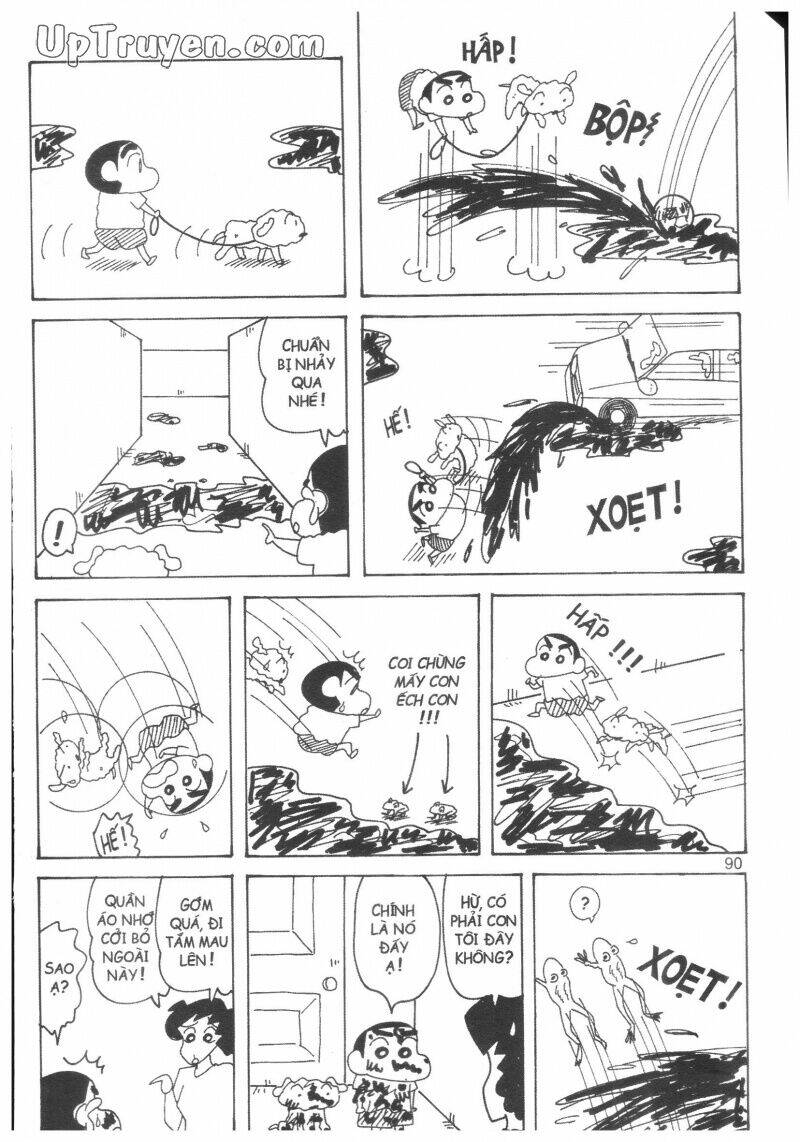 UpTruyen.com
HẤP!
BỘP!
CHUẨN
BỊ NHẢY
QUA
NHÉ!
!
HẾ!
XOẸT!
HẾ!
COI CHỪNG
MẤY CON
ẾCH CON
!!!
HẤP !!!
90
SAO
Ạ?
QUẦN
ÁO NHƠ
CỞI BỎ
NGOÀI
NÀY!
GỚM
QUÁ, ĐI
TẮM MAU
LÊN!
CHÍNH
LÀ NÓ
ĐẤY
Ạ!
HỪ, CÓ
PHẢI CON
TÔI ĐÂY
KHÔNG?
?
XOẸT!